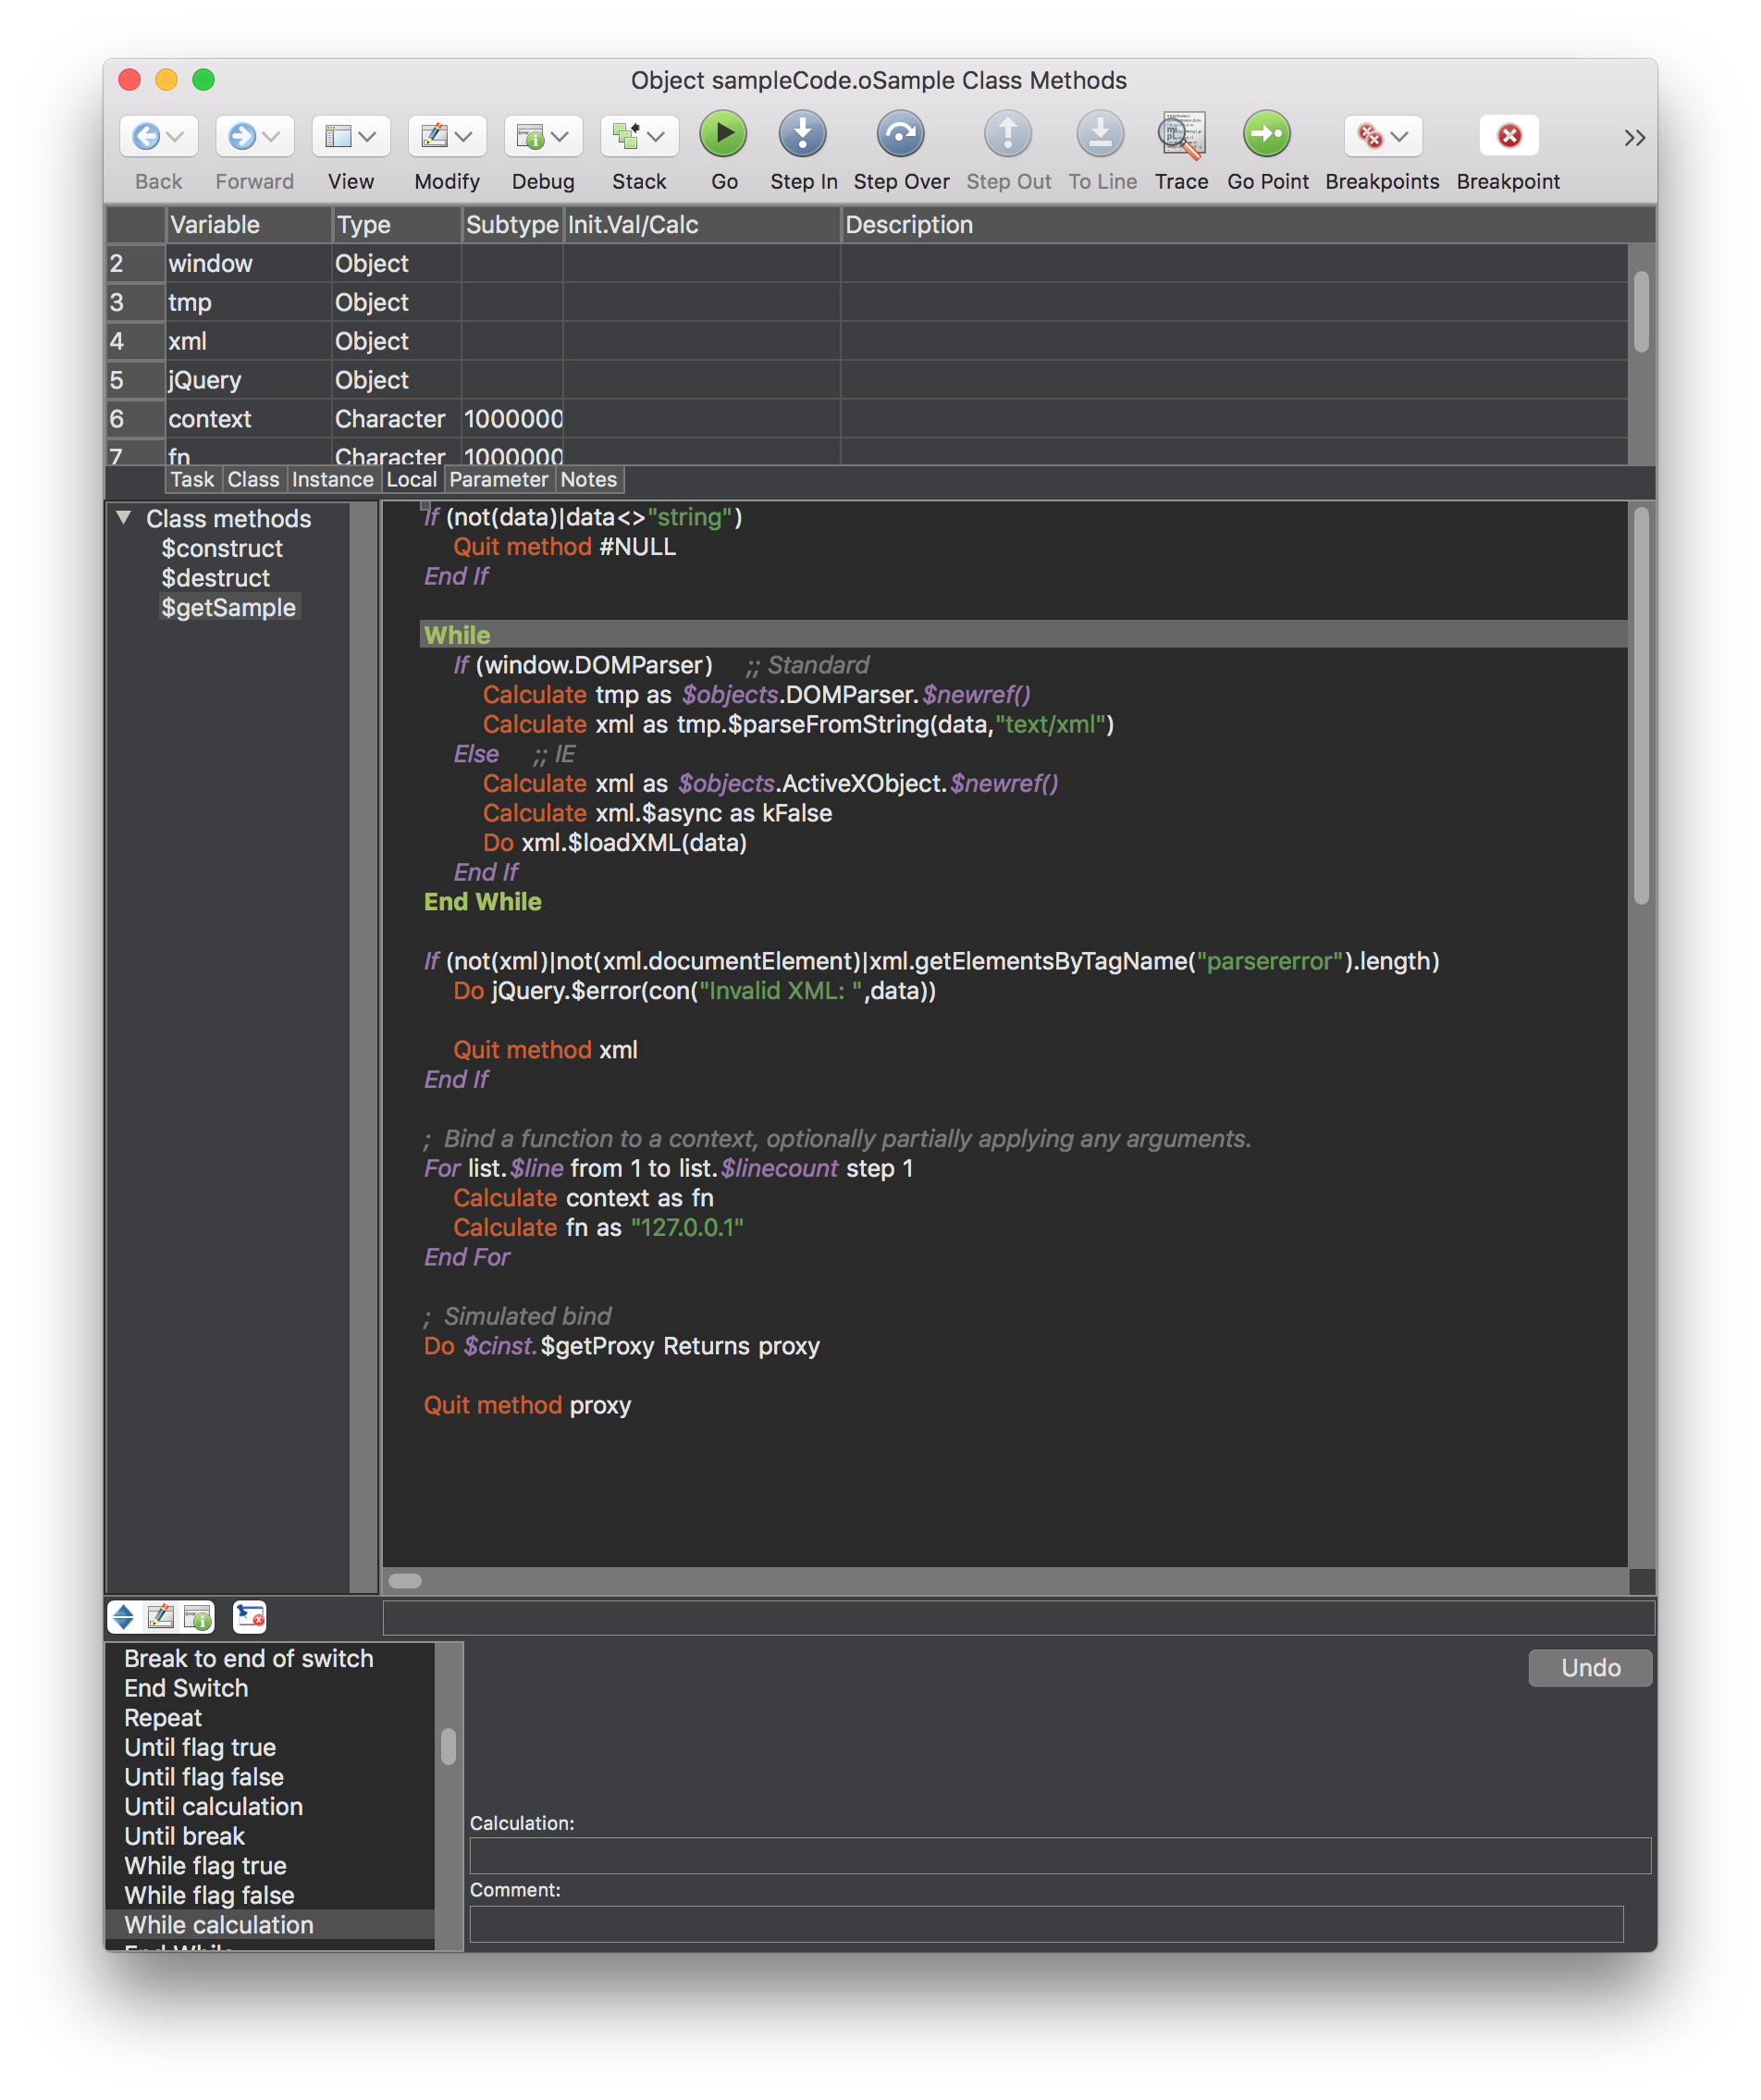 Object sampleCode.oSample Class Methods
Back Forward View Modify Debug Stack Go Step In Step Over Step Out To Line Trace Go Point Breakpoints Breakpoint
Variable Type Subtype Init.Val/Calc Description
2 window Object
3 tmp Object
4 xml Object
5 jQuery Object
6 context Character 1000000
7 fn Character 1000000
Task Class Instance Local Parameter Notes
Class methods
$construct
$destruct
$getSample
If (not(data)|data<>"string")
Quit method #NULL
End If
While
If (window.DOMParser) ;; Standard
Calculate tmp as $objects.DOMParser.$newref()
Calculate xml as tmp.$parseFromString(data,"text/xml")
Else ;; IE
Calculate xml as $objects.ActiveXObject.$newref()
Calculate xml.$async as kFalse
Do xml.$loadXML(data)
End If
End While
If (not(xml)|not(xml.documentElement)|xml.getElementsByTagName("parsererror").length)
Do jQuery.$error(con("Invalid XML: ",data))
Quit method xml
End If
; Bind a function to a context, optionally partially applying any arguments.
For list.$line from 1 to list.$linecount step 1
Calculate context as fn
Calculate fn as "127.0.0.1"
End For
; Simulated bind
Do $cinst.$getProxy Returns proxy
Quit method proxy
Break to end of switch
End Switch
Repeat
Until flag true
Until flag false
Until calculation
Until break
While flag true
While flag false
While calculation
End While
Undo
Calculation:
Comment: